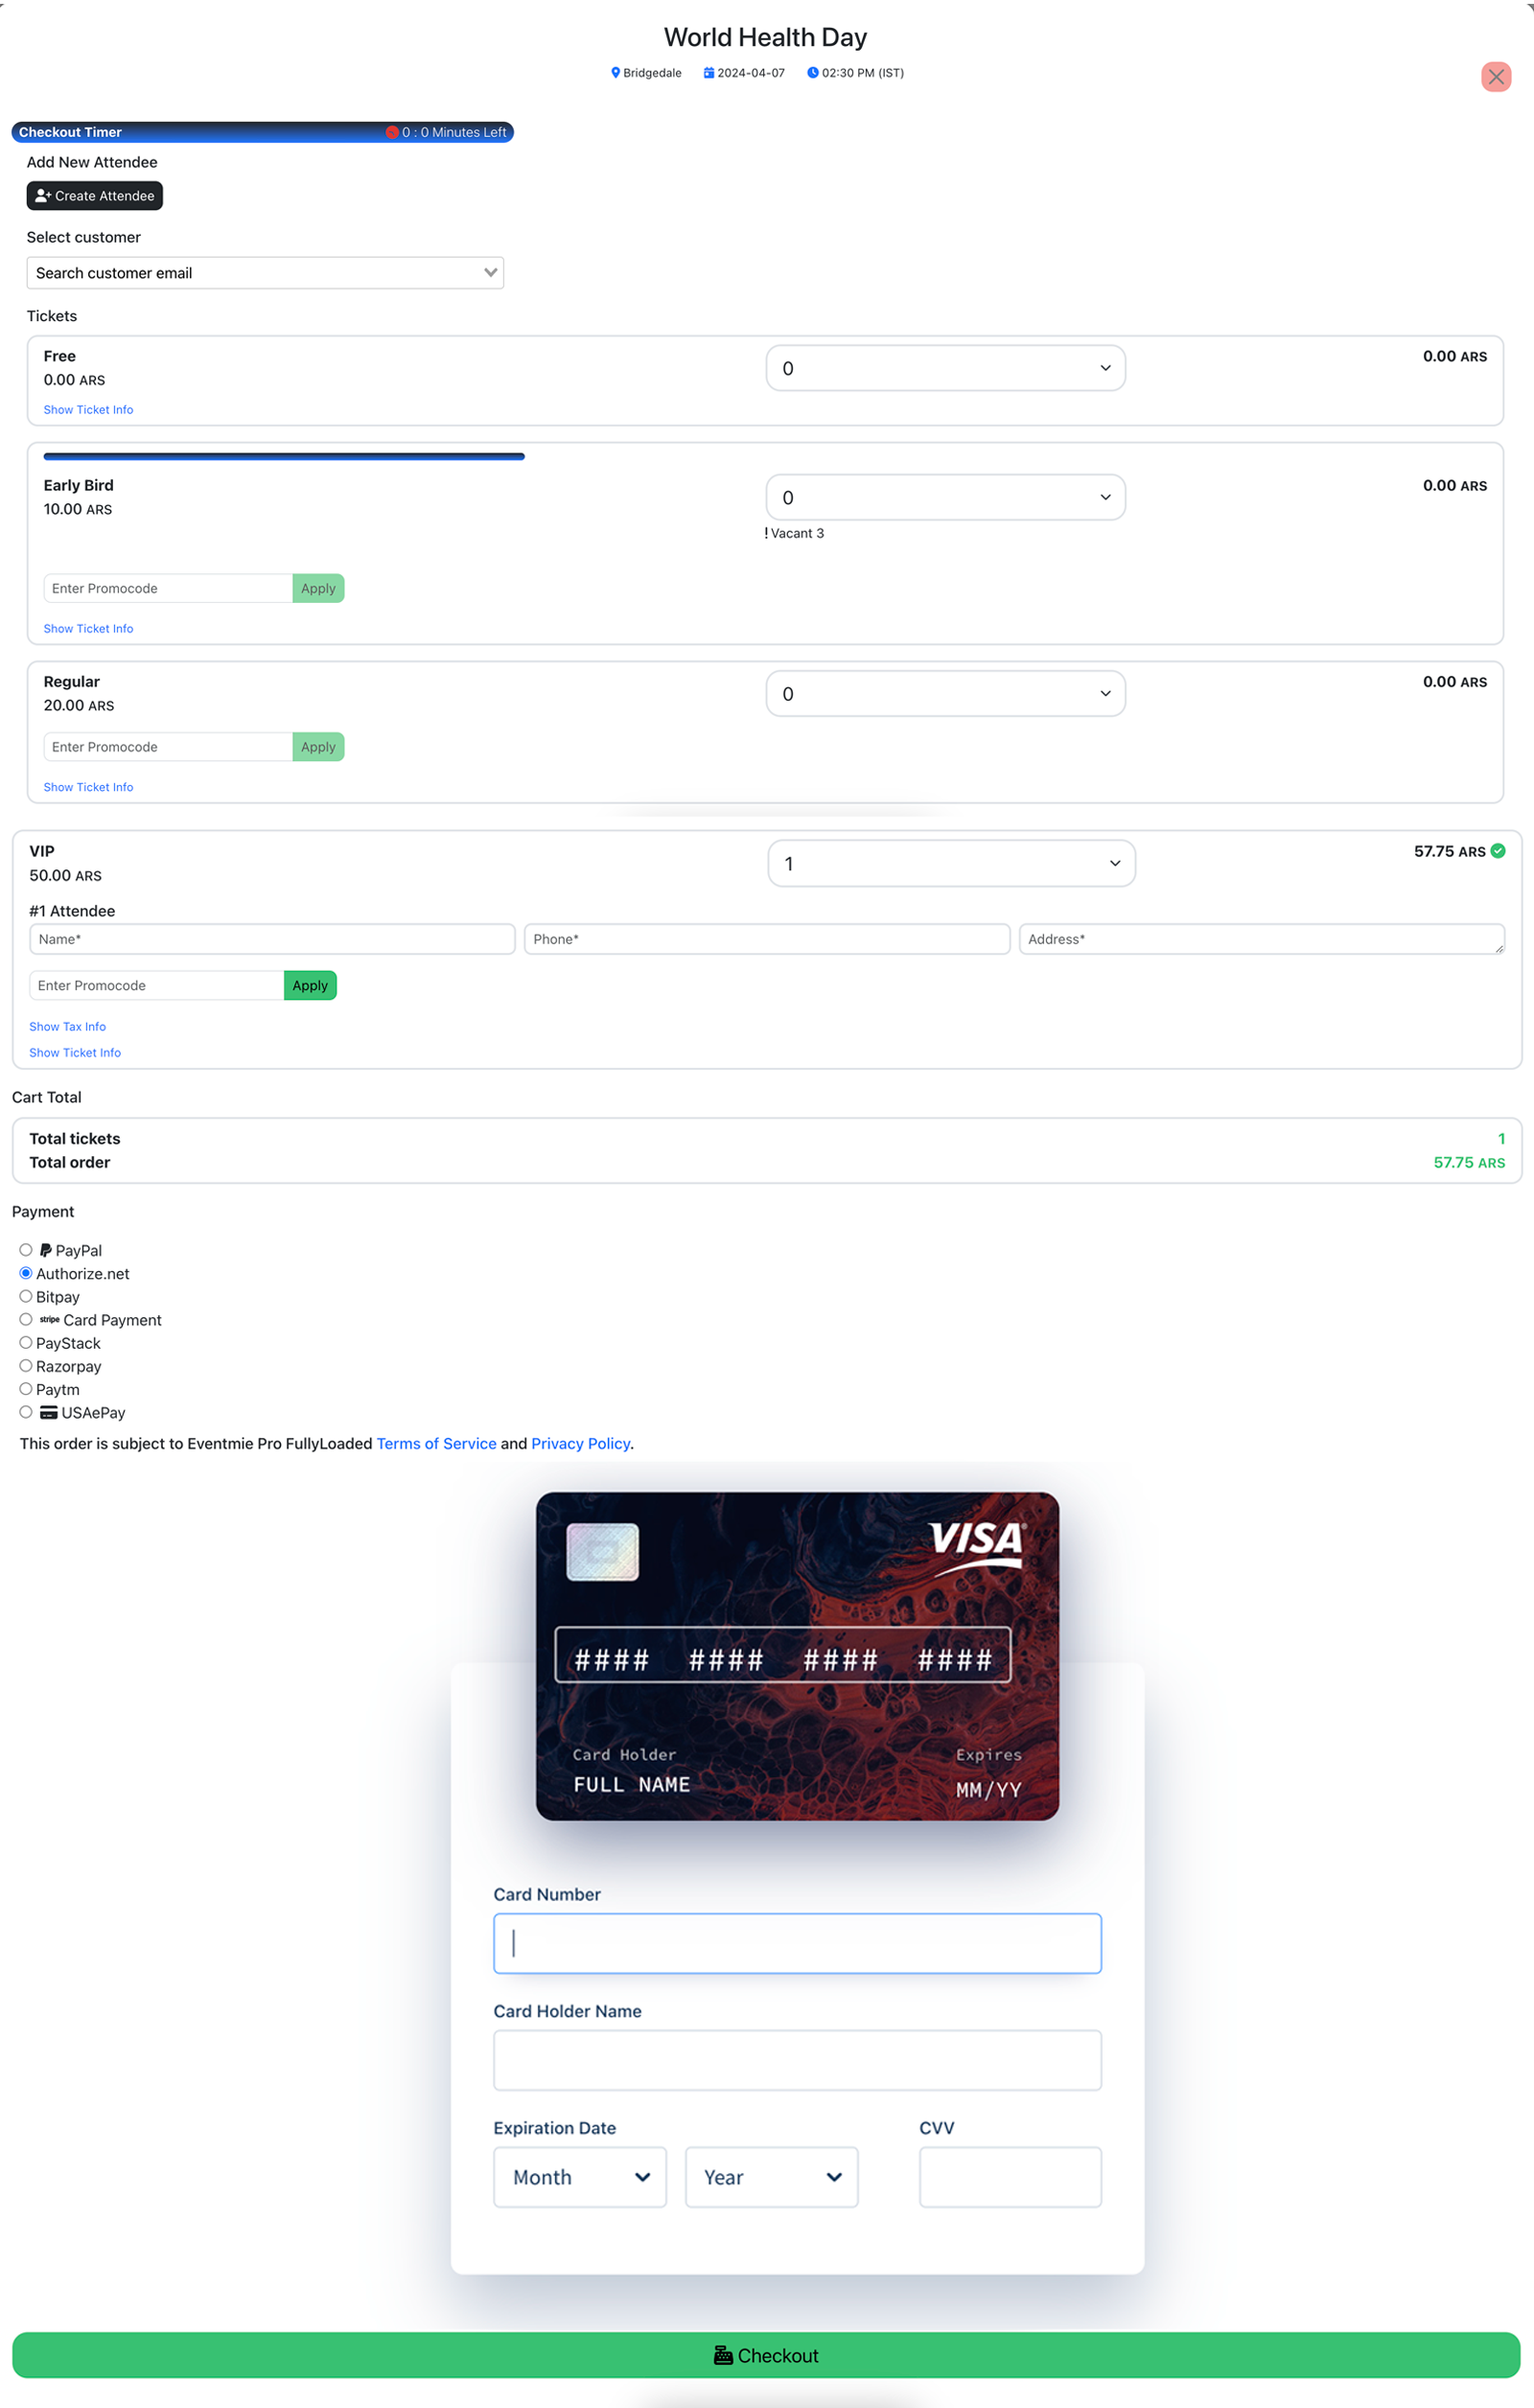 World Health Day
Bridgedale 2024-04-07 02:30 PM (IST)
Checkout Timer 0 : 0 Minutes Left
Add New Attendee
Create Attendee
Select customer
Search customer email
Tickets
Free 0 0.00 ARS
0.00 ARS
Show Ticket Info
Early Bird 0 0.00 ARS
10.00 ARS
! Vacant 3
Enter Promocode Apply
Show Ticket Info
Regular 0 0.00 ARS
20.00 ARS
Enter Promocode Apply
Show Ticket Info
VIP 1 57.75 ARS
50.00 ARS
#1 Attendee
Name* Phone* Address*
Enter Promocode Apply
Show Tax Info
Show Ticket Info
Cart Total
Total tickets 1
Total order 57.75 ARS
Payment
PayPal
Authorize.net
Bitpay
stripe Card Payment
PayStack
Razorpay
Paytm
USAePay
This order is subject to Eventmie Pro FullyLoaded Terms of Service and Privacy Policy.
VISA
#### #### #### ####
Card Holder Expires
FULL NAME MM/YY
Card Number
Card Holder Name
Expiration Date CVV
Month Year
Checkout